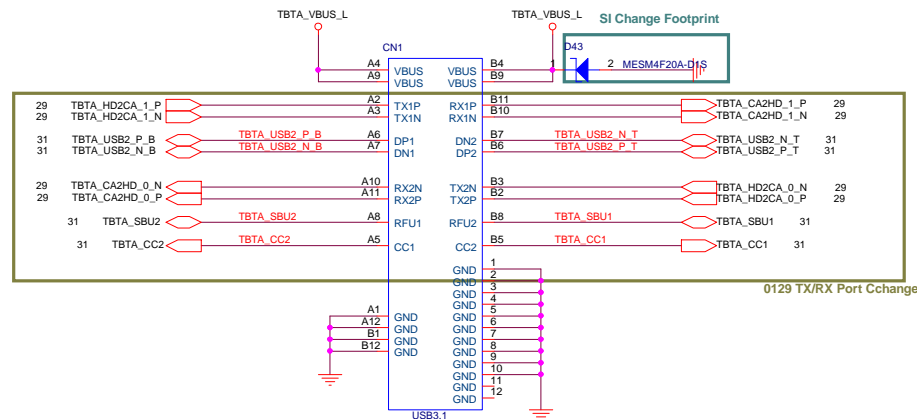 TBTA_VBUS_L TBTA_VBUS_L SI Change Footprint
CN1 D43
A4 VBUS VBUS B4 1 2 MESM4F20A-D1S
A9 VBUS VBUS B9
29 TBTA_HD2CA_1_P A2 TX1P RX1P B11 TBTA_CA2HD_1_P 29
29 TBTA_HD2CA_1_N A3 TX1N RX1N B10 TBTA_CA2HD_1_N 29
31 TBTA_USB2_P_B TBTA_USB2_P_B A6 DP1 DN2 B7 TBTA_USB2_N_T TBTA_USB2_N_T 31
31 TBTA_USB2_N_B TBTA_USB2_N_B A7 DN1 DP2 B6 TBTA_USB2_P_T TBTA_USB2_P_T 31
29 TBTA_CA2HD_0_N A10 RX2N TX2N B3 TBTA_HD2CA_0_N 29
29 TBTA_CA2HD_0_P A11 RX2P TX2P B2 TBTA_HD2CA_0_P 29
31 TBTA_SBU2 TBTA_SBU2 A8 RFU1 RFU2 B8 TBTA_SBU1 TBTA_SBU1 31
31 TBTA_CC2 TBTA_CC2 A5 CC1 CC2 B5 TBTA_CC1 TBTA_CC1 31
GND 1
GND 2
0129 TX/RX Port Cchange
GND 3
GND 4
A1 GND GND 5
A12 GND GND 6
B1 GND GND 7
B12 GND GND 8
GND 9
GND 10
GND 11
GND 12
USB3.1